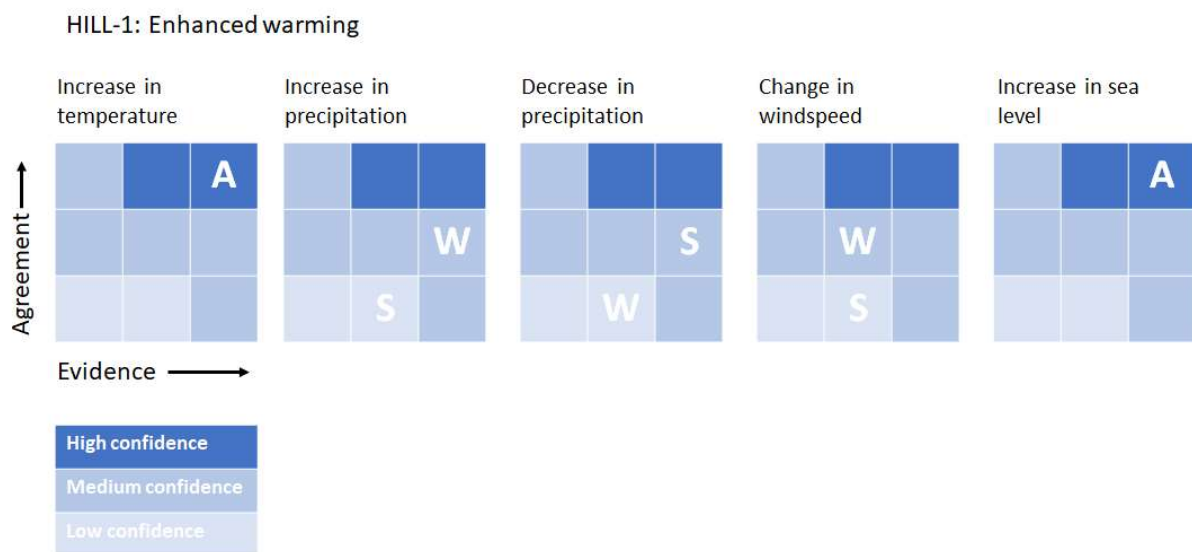 HILL-1: Enhanced warming
Increase in
temperature
Increase in
precipitation
Decrease in
precipitation
Change in
windspeed
Increase in sea
level
A
W
S
S
W
W
S
A
Agreement
Evidence
High confidence
Medium confidence
Low confidence